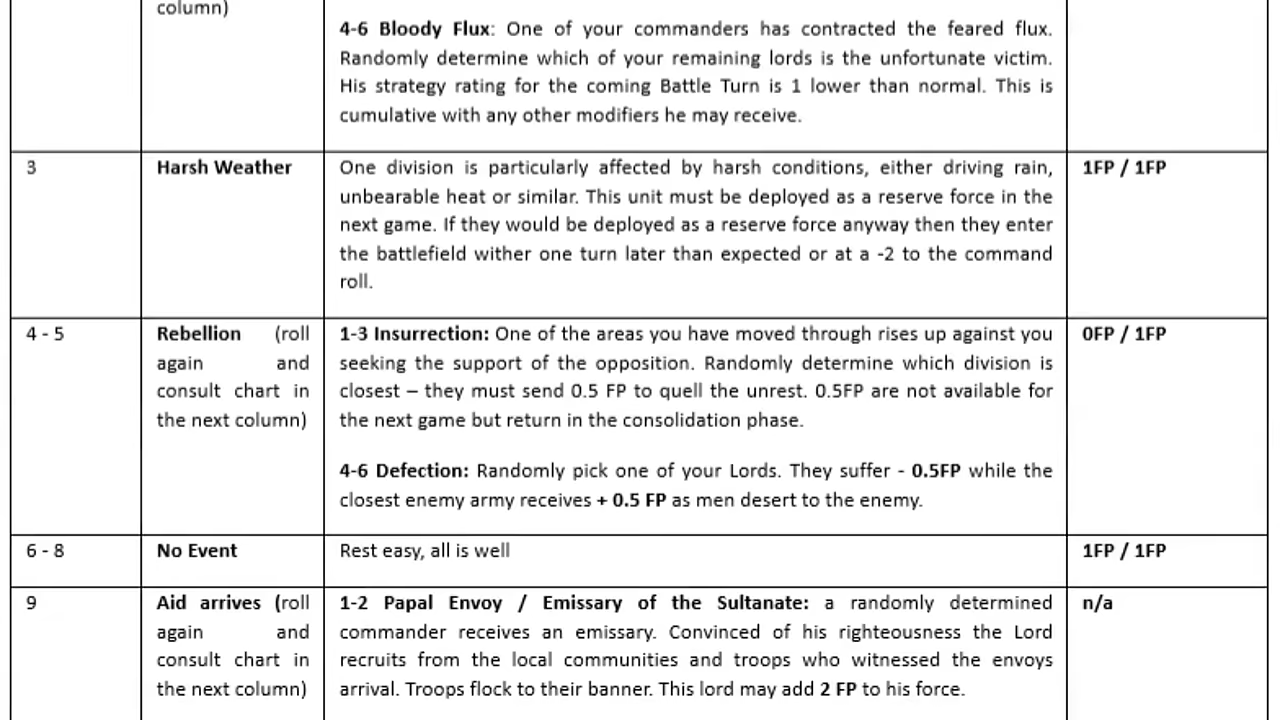 column)
4-6 Bloody Flux: One of your commanders has contracted the feared flux.
Randomly determine which of your remaining lords is the unfortunate victim.
His strategy rating for the coming Battle Turn is 1 lower than normal. This is
cumulative with any other modifiers he may receive.
3
Harsh Weather
One division is particularly affected by harsh conditions, either driving rain,
unbearable heat or similar. This unit must be deployed as a reserve force in the
next game. If they would be deployed as a reserve force anyway then they enter
the battlefield wither one turn later than expected or at a -2 to the command
roll.
1FP / 1FP
4 - 5
Rebellion (roll
again and
consult chart in
the next column)
1-3 Insurrection: One of the areas you have moved through rises up against you
seeking the support of the opposition. Randomly determine which division is
closest – they must send 0.5 FP to quell the unrest. 0.5FP are not available for
the next game but return in the consolidation phase.
4-6 Defection: Randomly pick one of your Lords. They suffer - 0.5FP while the
closest enemy army receives + 0.5 FP as men desert to the enemy.
0FP / 1FP
6 - 8
No Event
Rest easy, all is well
1FP / 1FP
9
Aid arrives (roll
again and
consult chart in
the next column)
1-2 Papal Envoy / Emissary of the Sultanate: a randomly determined
commander receives an emissary. Convinced of his righteousness the Lord
recruits from the local communities and troops who witnessed the envoys
arrival. Troops flock to their banner. This lord may add 2 FP to his force.
n/a